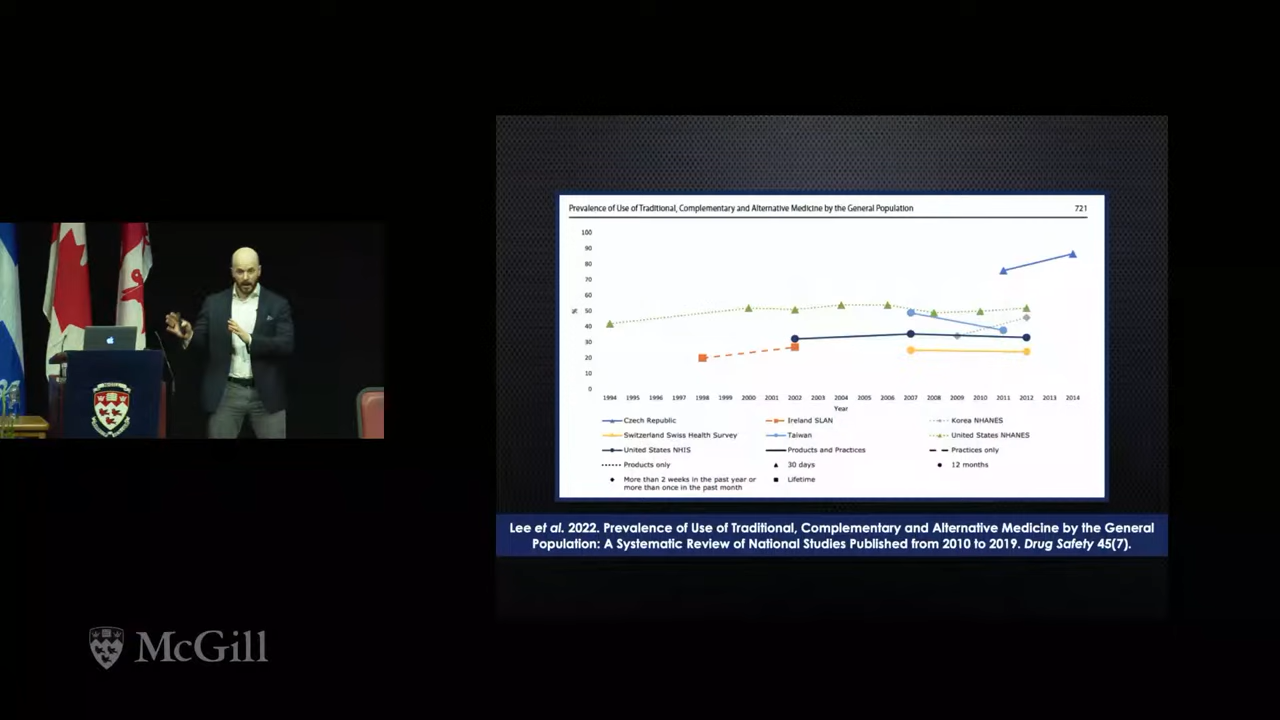 Prevalence of Use of Traditional, Complementary and Alternative Medicine by the General Population 721
100
90
80
70
60
50
%
40
30
20
10
0
1994 1995 1996 1997 1998 1999 2000 2001 2002 2003 2004 2005 2006 2007 2008 2009 2010 2011 2012 2013 2014
Year
Czech Republic Ireland SLAN Korea NHANES
Switzerland Swiss Health Survey Taiwan United States NHANES
United States NHIS Products and Practices Practices only
Products only 30 days 12 months
More than 2 weeks in the past year or Lifetime
more than once in the past month
Lee et al. 2022. Prevalence of Use of Traditional, Complementary and Alternative Medicine by the General
Population: A Systematic Review of National Studies Published from 2010 to 2019. Drug Safety 45(7).
McGill